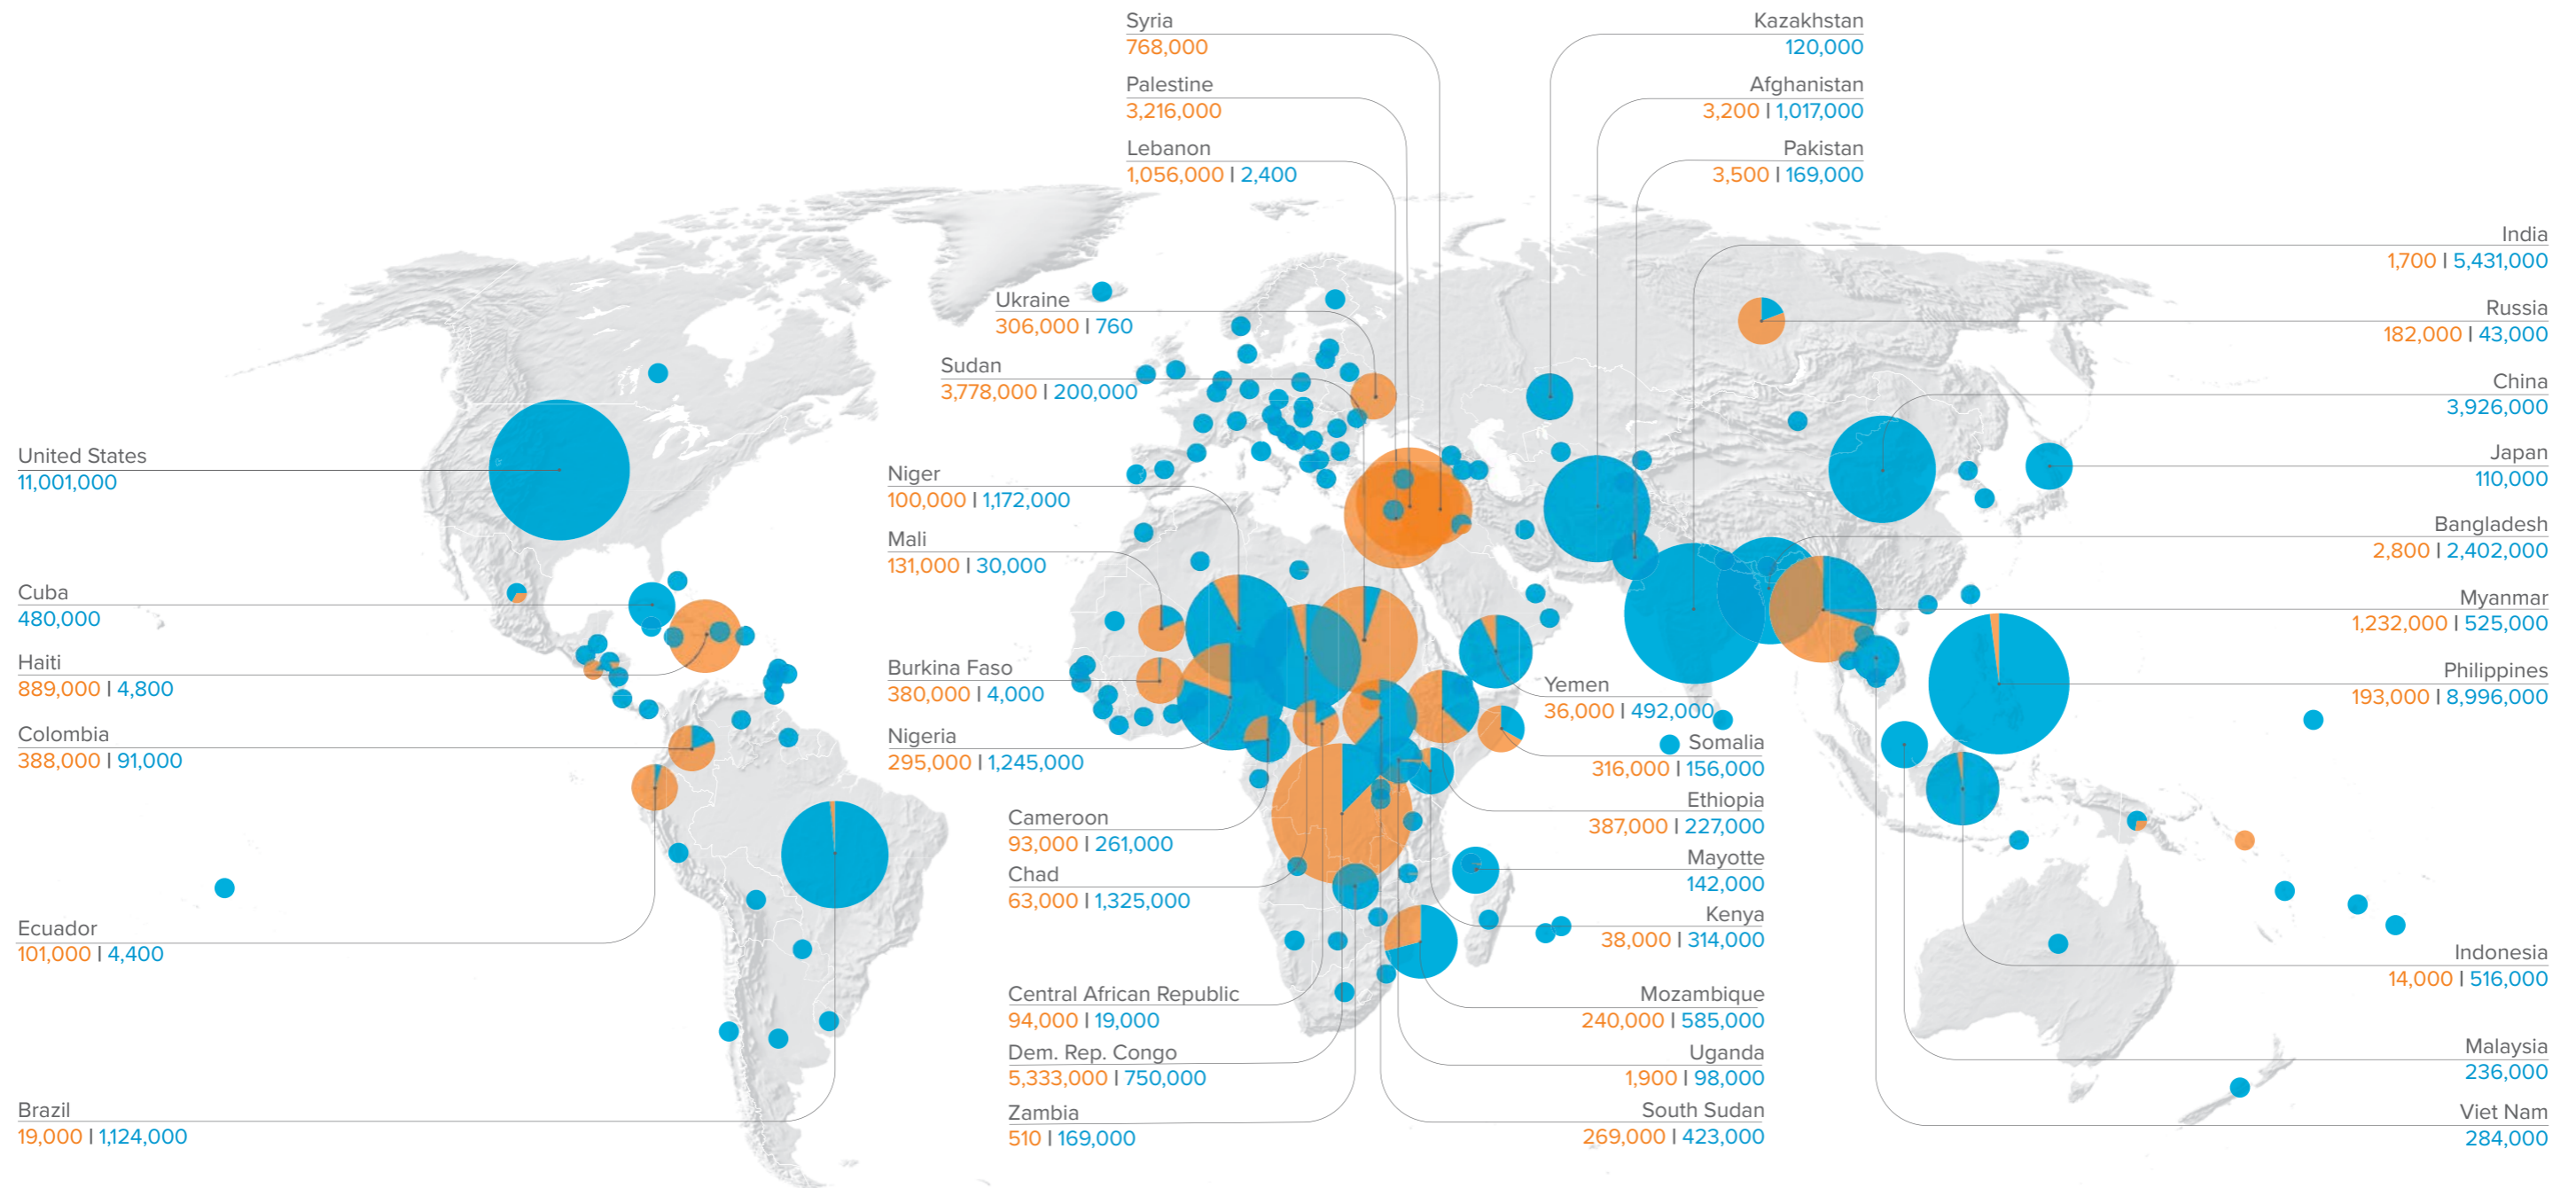 Syria
768,000
Palestine
3,216,000
Lebanon
1,056,000 | 2,400
Kazakhstan
120,000
Afghanistan
3,200 | 1,017,000
Pakistan
3,500 | 169,000
India
1,700 | 5,431,000
Russia
182,000 | 43,000
China
3,926,000
Japan
110,000
Bangladesh
2,800 | 2,402,000
Myanmar
1,232,000 | 525,000
Philippines
193,000 | 8,996,000
Indonesia
14,000 | 516,000
Malaysia
236,000
Viet Nam
284,000
Ukraine
306,000 | 760
Sudan
3,778,000 | 200,000
Niger
100,000 | 1,172,000
Mali
131,000 | 30,000
Burkina Faso
380,000 | 4,000
Nigeria
295,000 | 1,245,000
Cameroon
93,000 | 261,000
Chad
63,000 | 1,325,000
Central African Republic
94,000 | 19,000
Dem. Rep. Congo
5,333,000 | 750,000
Zambia
510 | 169,000
Yemen
36,000 | 492,000
Somalia
316,000 | 156,000
Ethiopia
387,000 | 227,000
Mayotte
142,000
Kenya
38,000 | 314,000
Mozambique
240,000 | 585,000
Uganda
1,900 | 98,000
South Sudan
269,000 | 423,000
United States
11,001,000
Cuba
480,000
Haiti
889,000 | 4,800
Colombia
388,000 | 91,000
Ecuador
101,000 | 4,400
Brazil
19,000 | 1,124,000